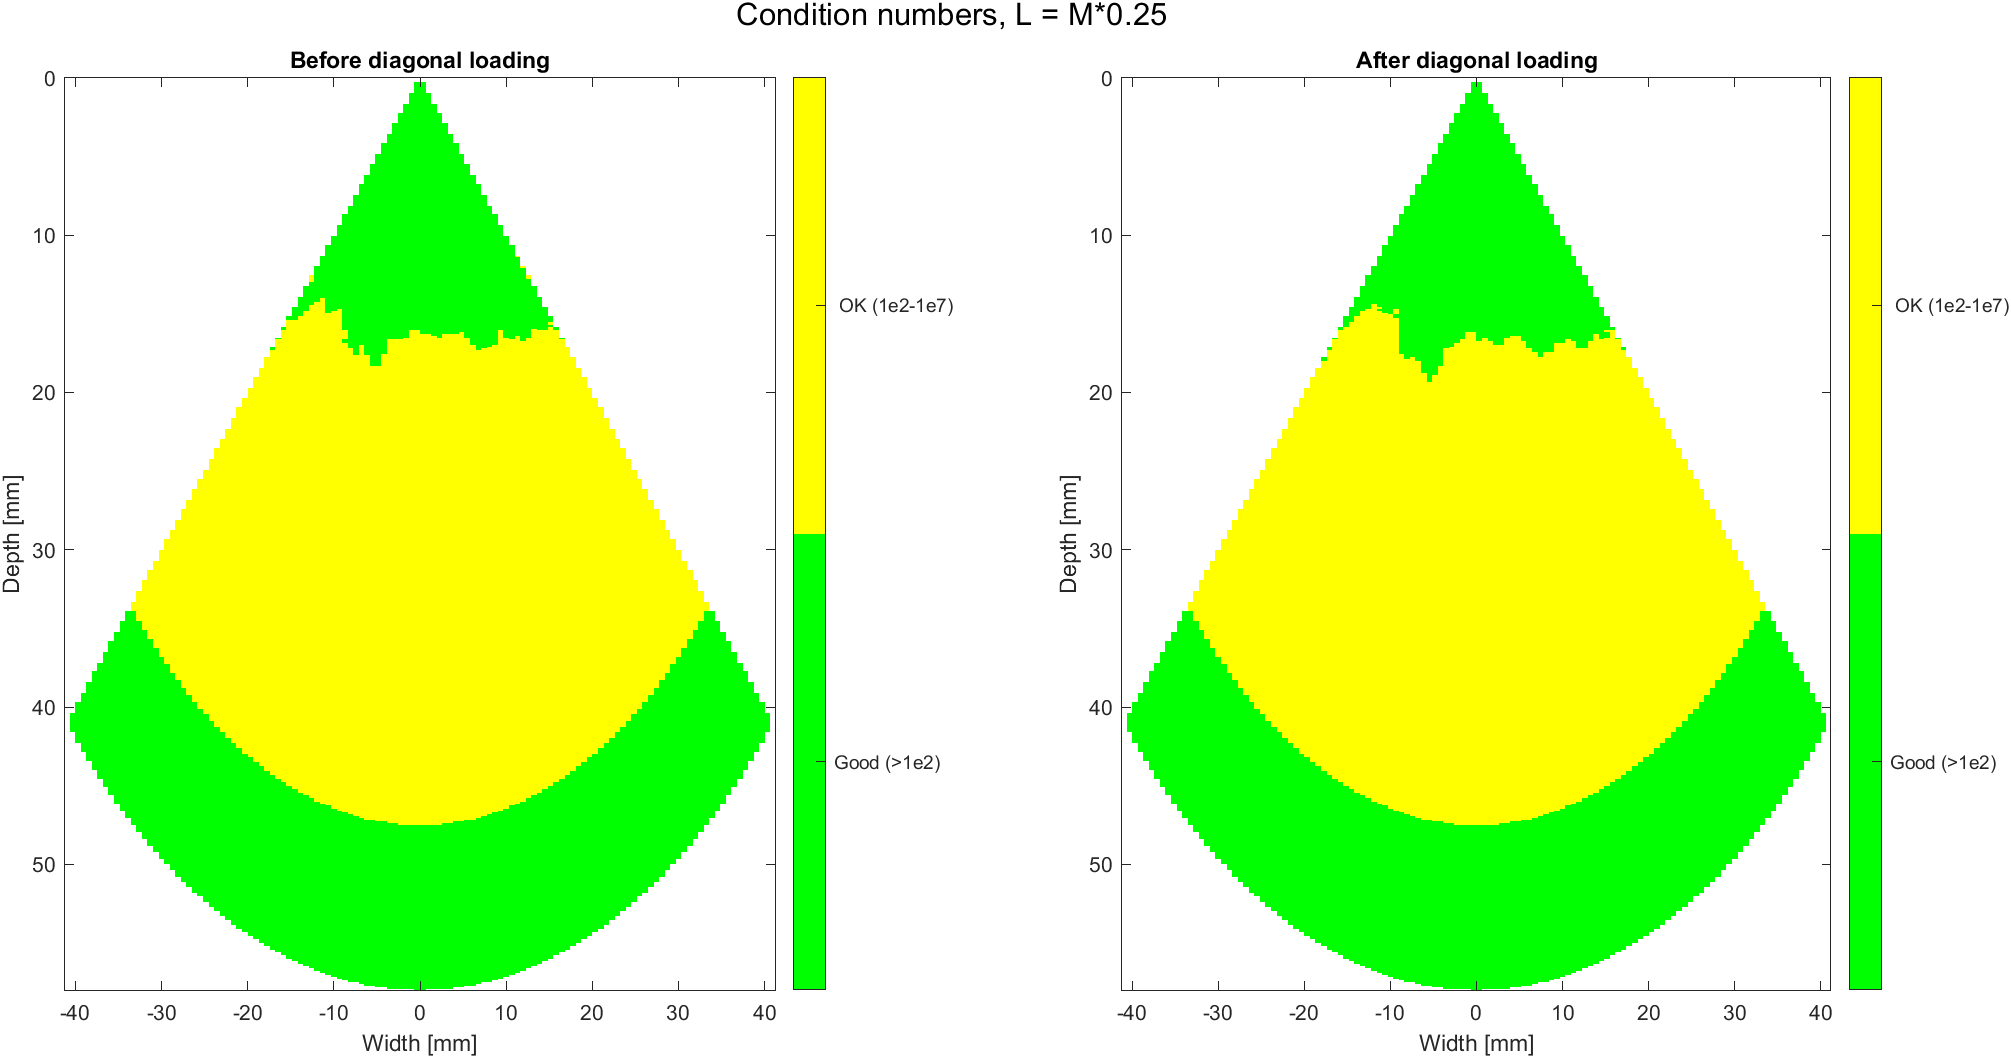 Condition numbers, L = M*0.25
Before diagonal loading
0
10
20
30
40
50
Depth [mm]
-40 -30 -20 -10 0 10 20 30 40
Width [mm]
OK (1e2-1e7)
Good (>1e2)
After diagonal loading
0
10
20
30
40
50
Depth [mm]
-40 -30 -20 -10 0 10 20 30 40
Width [mm]
OK (1e2-1e7)
Good (>1e2)